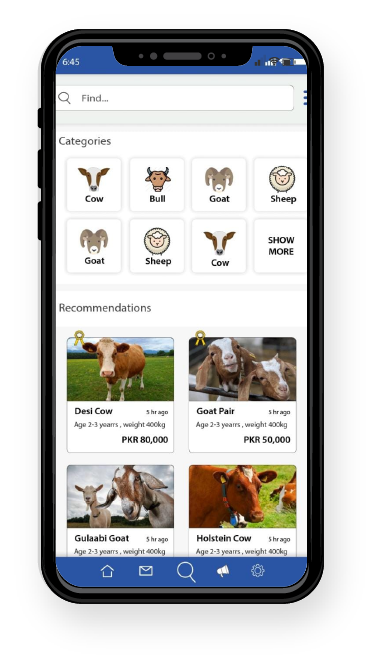 6:45
Find...
Categories
Cow
Bull
Goat
Sheep
Goat
Sheep
Cow
SHOW
MORE
Recommendations
Desi Cow 5 hr ago
Age 2-3 yearrs , weight 400kg
PKR 80,000
Goat Pair 5 hr ago
Age 2-3 yearrs , weight 400kg
PKR 50,000
Gulaabi Goat 5 hr ago
Age 2-3 yearrs , weight 400kg
Holstein Cow 5 hr ago
Age 2-3 yearrs , weight 400kg